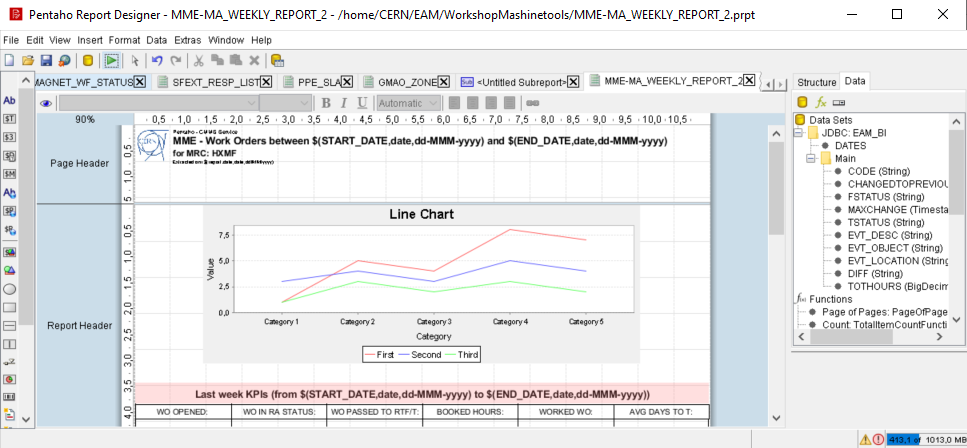 Pentaho Report Designer - MME-MA_WEEKLY_REPORT_2 - /home/CERN/EAM/WorkshopMashinetools/MME-MA_WEEKLY_REPORT_2.prpt
File Edit View Insert Format Data Extras Window Help
MAGNET_WF_STATUS SFEXT_RESP_LIST PPE_SLA GMAO_ZONE <Untitled Subreport> MME-MA_WEEKLY_REPORT_2
Structure Data
Automatic
90%
0,5 1,0 1,5 2,0 2,5 3,0 3,5 4,0 4,5 5,0 5,5 6,0 6,5 7,0 7,5 8,0 8,5 9,0 9,5 10,0 10,5
Page Header
Pentaho - CMMS Service
MME - Work Orders between $(START_DATE,date,dd-MMM-yyyy) and $(END_DATE,date,dd-MMM-yyyy)
for MRC: HXMF
Report Header
Line Chart
Value
7,5
5,0
2,5
0,0
Category 1 Category 2 Category 3 Category 4 Category 5
Category
First Second Third
Last week KPIs (from $(START_DATE,date,dd-MMM-yyyy) to $(END_DATE,date,dd-MMM-yyyy))
WO OPENED: WO IN RA STATUS: WO PASSED TO RTF/T: BOOKED HOURS: WORKED WO: AVG DAYS TO T:
Data Sets
JDBC: EAM_BI
DATES
Main
CODE (String)
CHANGEDTOPREVIOU
FSTATUS (String)
MAXCHANGE (Timesta
TSTATUS (String)
EVT_DESC (String)
EVT_OBJECT (String)
EVT_LOCATION (String
DIFF (String)
TOTHOURS (BigDecim
Functions
Page of Pages: PageOfPage
Count: TotalItemCountFuncti
413.1 of 1013.0 MB